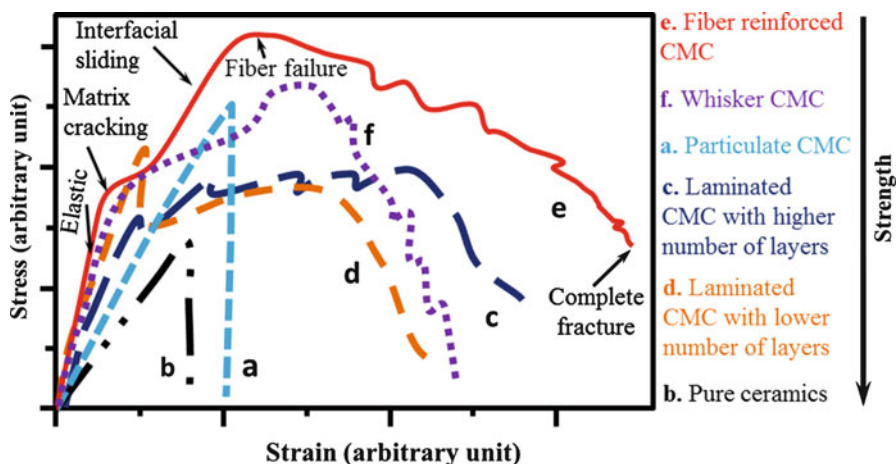 Interfacial
sliding
Fiber failure
Matrix
cracking
Elastic
f
e
d
c
b
a
Complete
fracture
Stress (arbitrary unit)
Strain (arbitrary unit)
e. Fiber reinforced
CMC
f. Whisker CMC
a. Particulate CMC
c. Laminated
CMC with higher
number of layers
d. Laminated
CMC with lower
number of layers
b. Pure ceramics
Strength